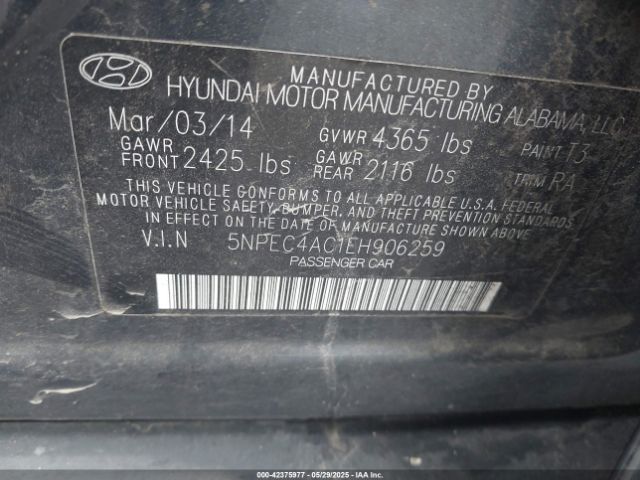 MANUFACTURED BY
HYUNDAI MOTOR MANUFACTURING ALABAMA, LLC
Mar/03/14 GVWR 4365 lbs PAINT T3
GAWR FRONT 2425 lbs GAWR REAR 2116 lbs TRIM RA
THIS VEHICLE CONFORMS TO ALL APPLICABLE U.S.A. FEDERAL
MOTOR VEHICLE SAFETY, BUMPER, AND THEFT PREVENTION STANDARDS
IN EFFECT ON THE DATE OF MANUFACTURE SHOWN ABOVE.
V.I.N 5NPEC4AC1EH906259
PASSENGER CAR
000-42375977 - 05/29/2025 - IAAI.COM